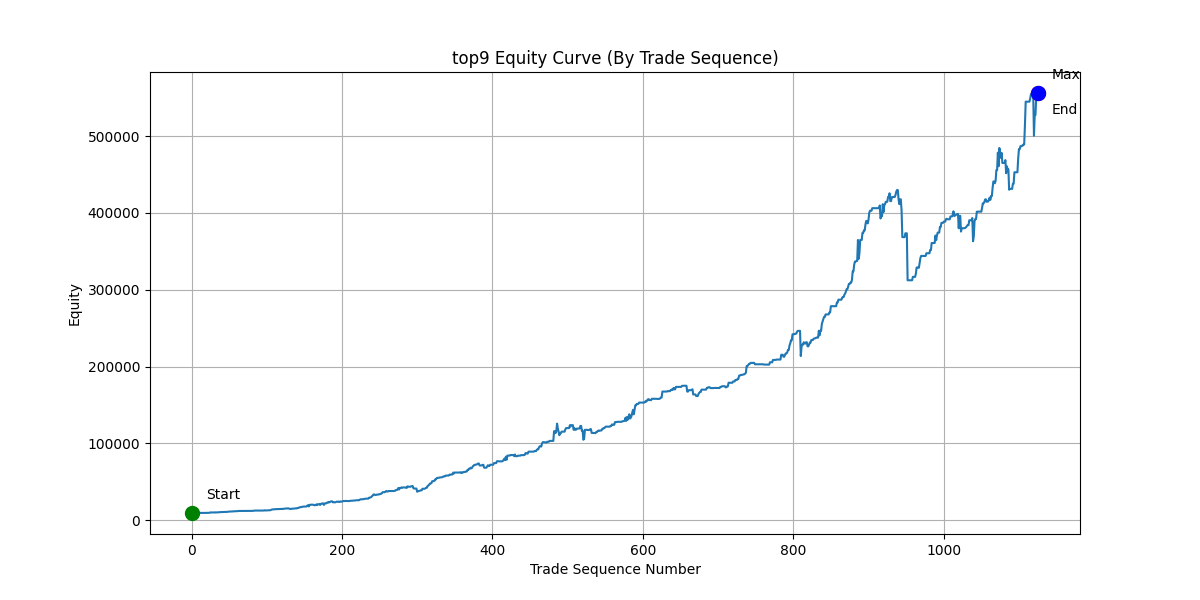 top9 Equity Curve (By Trade Sequence)
Max
End
500000
400000
300000
200000
100000
0
Equity
Start
0 200 400 600 800 1000
Trade Sequence Number